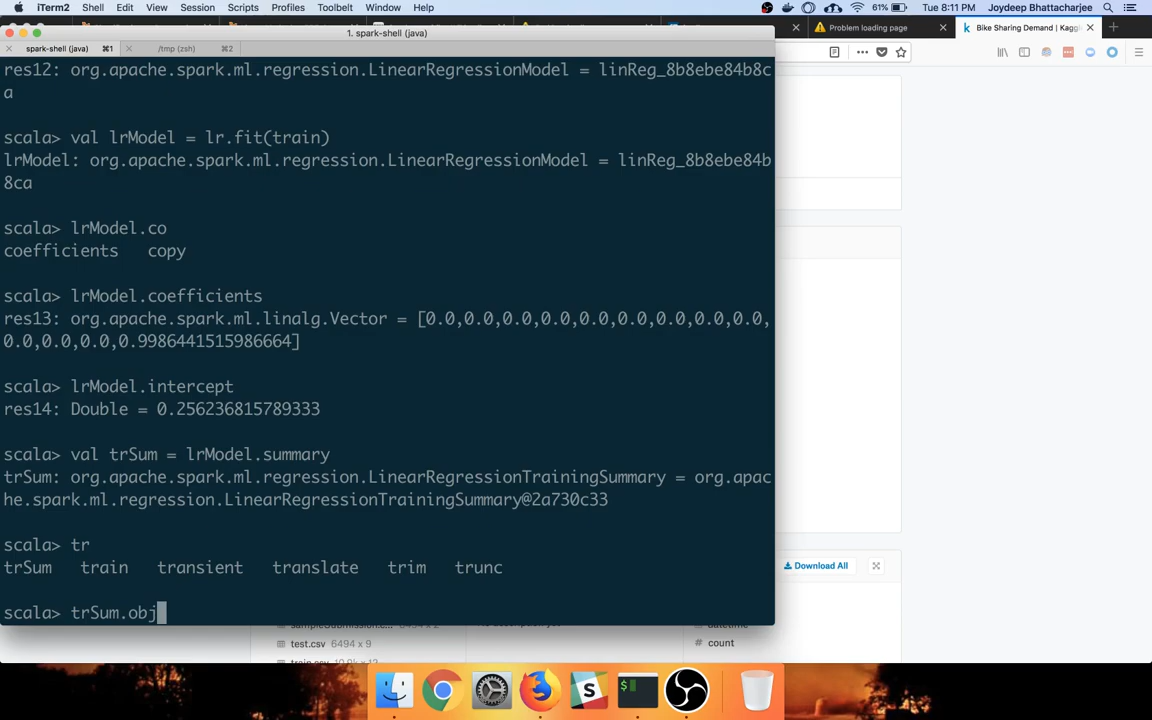 iTerm2 Shell Edit View Session Scripts Profiles Toolbelt Window Help 61% Tue 8:11 PM Joydeep Bhattacharjee
1. spark-shell (java)
Problem loading page
Bike Sharing Demand | Kaggl
spark-shell (java) ⌘1 /tmp (zsh) ⌘2
res12: org.apache.spark.ml.regression.LinearRegressionModel = linReg_8b8ebe84b8c
a
scala> val lrModel = lr.fit(train)
lrModel: org.apache.spark.ml.regression.LinearRegressionModel = linReg_8b8ebe84b
8ca
scala> lrModel.co
coefficients copy
scala> lrModel.coefficients
res13: org.apache.spark.ml.linalg.Vector = [0.0,0.0,0.0,0.0,0.0,0.0,0.0,0.0,0.0,
0.0,0.0,0.0,0.9986441515986664]
scala> lrModel.intercept
res14: Double = 0.256236815789333
scala> val trSum = lrModel.summary
trSum: org.apache.spark.ml.regression.LinearRegressionTrainingSummary = org.apac
he.spark.ml.regression.LinearRegressionTrainingSummary@2a730c33
scala> tr
trSum train transient translate trim trunc
scala> trSum.obj
Download All
test.csv 6494 x 9
# count